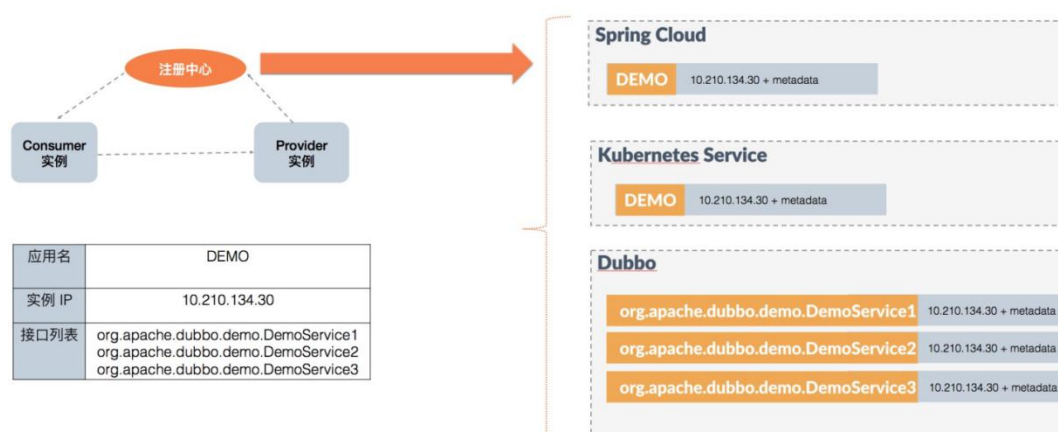 注册中心
Consumer
实例
Provider
实例
应用名 DEMO
实例 IP 10.210.134.30
接口列表 org.apache.dubbo.demo.DemoService1
org.apache.dubbo.demo.DemoService2
org.apache.dubbo.demo.DemoService3
Spring Cloud
DEMO 10.210.134.30 + metadata
Kubernetes Service
DEMO 10.210.134.30 + metadata
Dubbo
org.apache.dubbo.demo.DemoService1 10.210.134.30 + metadata
org.apache.dubbo.demo.DemoService2 10.210.134.30 + metadata
org.apache.dubbo.demo.DemoService3 10.210.134.30 + metadata